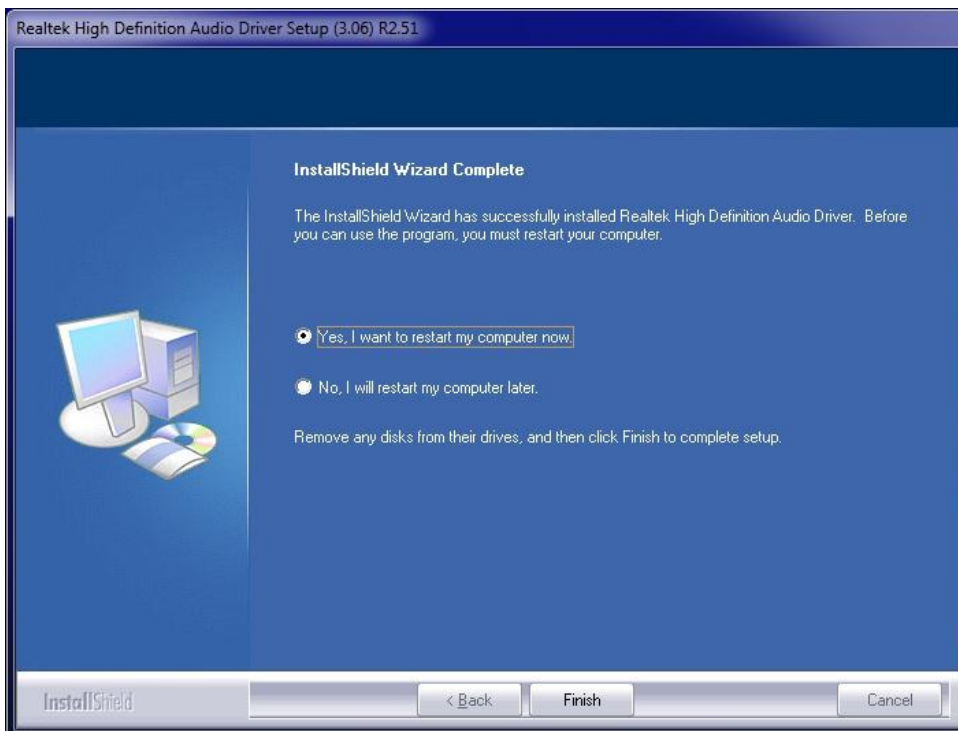 Realtek High Definition Audio Driver Setup (3.06) R2.51
InstallShield Wizard Complete
The InstallShield Wizard has successfully installed Realtek High Definition Audio Driver. Before
you can use the program, you must restart your computer.
Yes, I want to restart my computer now.
No, I will restart my computer later.
Remove any disks from their drives, and then click Finish to complete setup.
InstallShield
< Back
Finish
Cancel